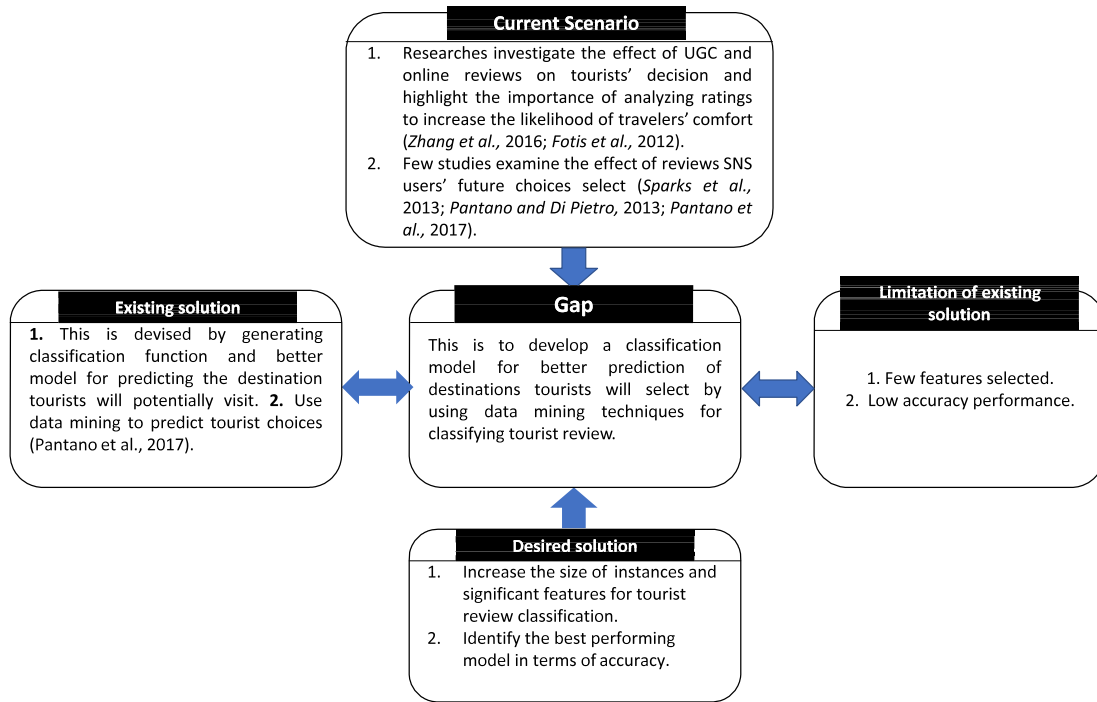 Current Scenario
1. Researches investigate the effect of UGC and
online reviews on tourists' decision and
highlight the importance of analyzing ratings
to increase the likelihood of travelers' comfort
(Zhang et al., 2016; Fotis et al., 2012).
2. Few studies examine the effect of reviews SNS
users' future choices select (Sparks et al.,
2013; Pantano and Di Pietro, 2013; Pantano et
al., 2017).
Existing solution
1. This is devised by generating
classification function and better
model for predicting the destination
tourists will potentially visit. 2. Use
data mining to predict tourist choices
(Pantano et al., 2017).
Gap
This is to develop a classification
model for better prediction of
destinations tourists will select by
using data mining techniques for
classifying tourist review.
Limitation of existing
solution
1. Few features selected.
2. Low accuracy performance.
Desired solution
1. Increase the size of instances and
significant features for tourist
review classification.
2. Identify the best performing
model in terms of accuracy.